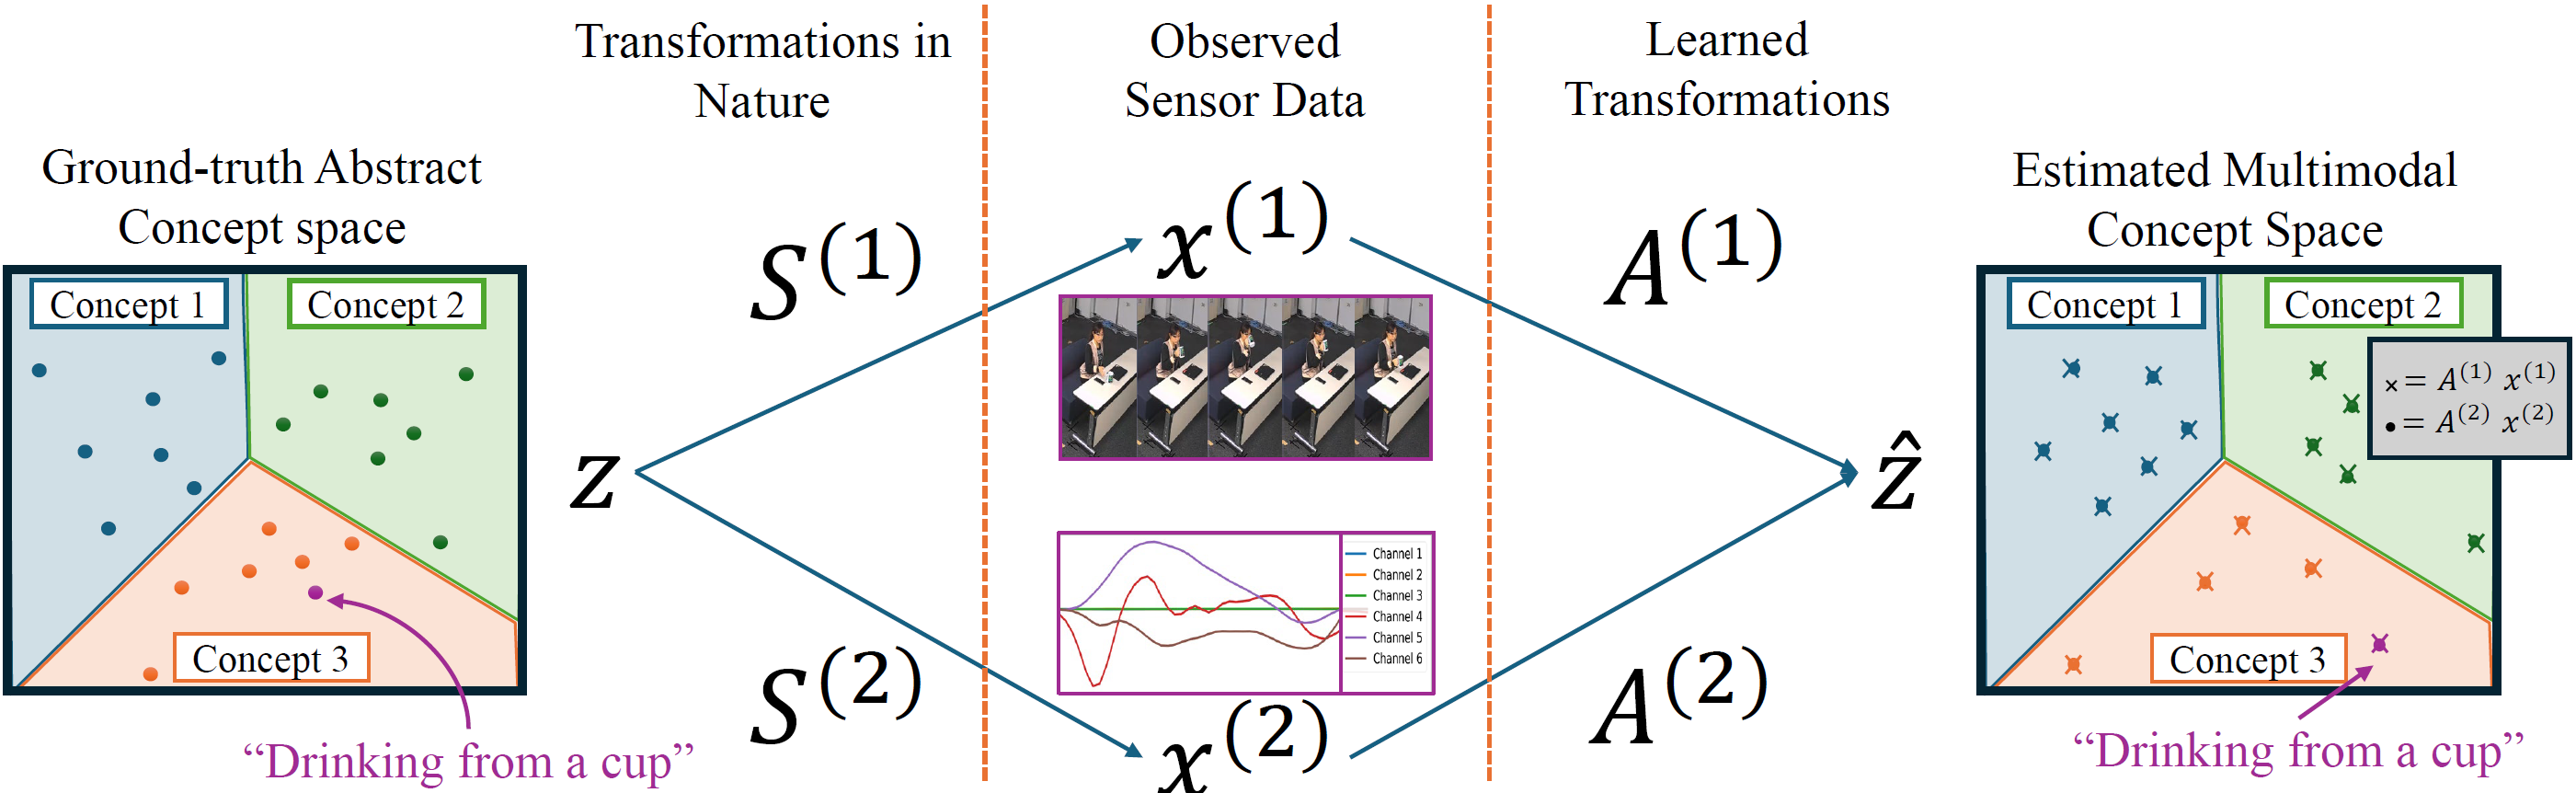 Transformations in
Nature
Observed
Sensor Data
Learned
Transformations
Ground-truth Abstract
Concept space
Concept 1
Concept 2
Concept 3
“Drinking from a cup”
z
S^(1)
S^(2)
x^(1)
Channel 1
Channel 2
Channel 3
Channel 4
Channel 5
Channel 6
x^(2)
A^(1)
A^(2)
ẑ
Estimated Multimodal
Concept Space
Concept 1
Concept 2
× = A^(1) x^(1)
• = A^(2) x^(2)
Concept 3
“Drinking from a cup”